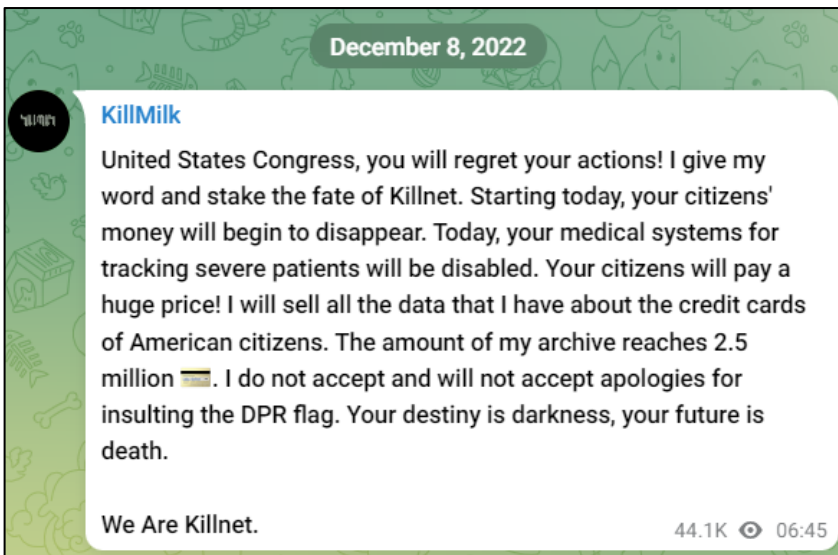 December 8, 2022
KillMilk
United States Congress, you will regret your actions! I give my
word and stake the fate of Killnet. Starting today, your citizens'
money will begin to disappear. Today, your medical systems for
tracking severe patients will be disabled. Your citizens will pay a
huge price! I will sell all the data that I have about the credit cards
of American citizens. The amount of my archive reaches 2.5
million 💳. I do not accept and will not accept apologies for
insulting the DPR flag. Your destiny is darkness, your future is
death.
We Are Killnet.
44.1K 06:45